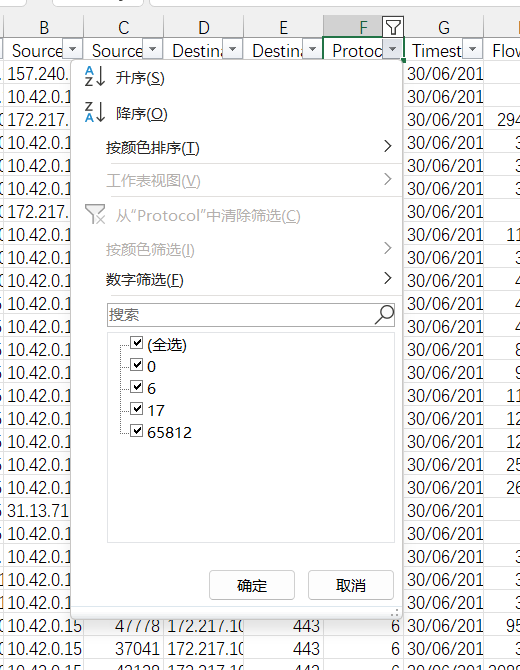 B C D E F G
Source Source Destina Destina Protoc Timest Flow
157.240. 升序(S) 30/06/201
10.42.0.1 30/06/201
172.217. 降序(O) 30/06/201 294
10.42.0.1 按颜色排序(T) 30/06/201 3
10.42.0.1 30/06/201 3
10.42.0.1 工作表视图(V) 30/06/201 3
172.217. 从“Protocol”中清除筛选(C) 30/06/201
10.42.0.1 30/06/201 11
10.42.0.1 按颜色筛选(I) 30/06/201 3
10.42.0.1 数字筛选(F) 30/06/201 4
10.42.0.1 搜索 30/06/201 4
10.42.0.1 30/06/201 4
10.42.0.1 (全选) 30/06/201 8
10.42.0.1 0 30/06/201 9
10.42.0.1 6 30/06/201 11
10.42.0.1 17 30/06/201 12
10.42.0.1 65812 30/06/201 12
10.42.0.1 30/06/201 25
10.42.0.1 30/06/201 26
31.13.71 30/06/201
10.42.0.1 30/06/201
10.42.0.1 30/06/201 3
10.42.0.1 确定 取消 30/06/201 3
10.42.0.1 30/06/201 3
10.42.0.15 47778 172.217.10 443 6 30/06/201 95
10.42.0.15 37041 172.217.10 443 6 30/06/201 3